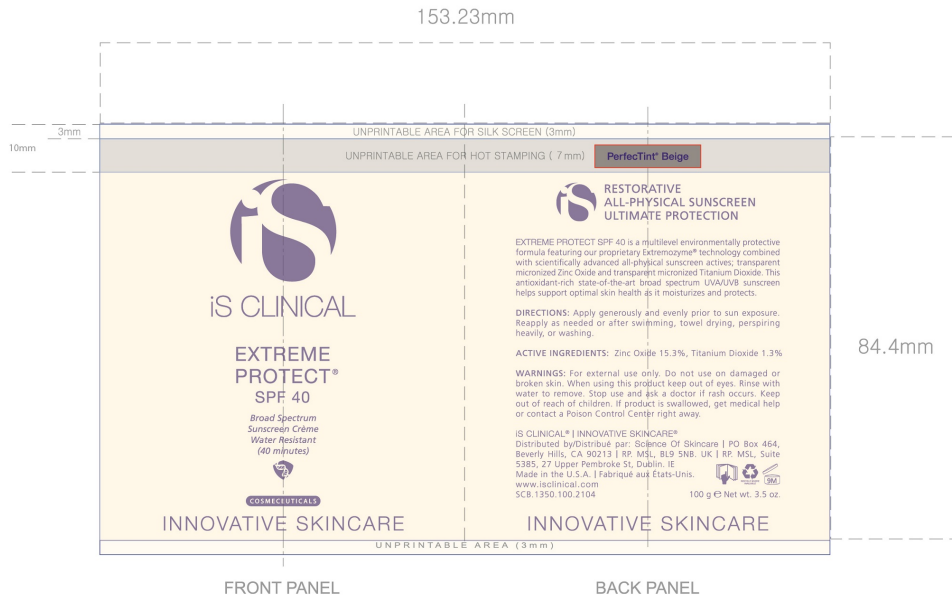 153.23mm
3mm
UNPRINTABLE AREA FOR SILK SCREEN (3mm)
10mm
UNPRINTABLE AREA FOR HOT STAMPING ( 7mm)
PerfecTint® Beige
iS
iS CLINICAL
EXTREME
PROTECT®
SPF 40
Broad Spectrum
Sunscreen Crème
Water Resistant
(40 minutes)
COSMECEUTICALS
INNOVATIVE SKINCARE
iS
RESTORATIVE
ALL-PHYSICAL SUNSCREEN
ULTIMATE PROTECTION
EXTREME PROTECT SPF 40 is a multilevel environmentally protective
formula featuring our proprietary Extremozyme® technology combined
with scientifically advanced all-physical sunscreen actives; transparent
micronized Zinc Oxide and transparent micronized Titanium Dioxide. This
antioxidant-rich state-of-the-art broad spectrum UVA/UVB sunscreen
helps support optimal skin health as it moisturizes and protects.
DIRECTIONS: Apply generously and evenly prior to sun exposure.
Reapply as needed or after swimming, towel drying, perspiring
heavily, or washing.
ACTIVE INGREDIENTS: Zinc Oxide 15.3%, Titanium Dioxide 1.3%
WARNINGS: For external use only. Do not use on damaged or
broken skin. When using this product keep out of eyes. Rinse with
water to remove. Stop use and ask a doctor if rash occurs. Keep
out of reach of children. If product is swallowed, get medical help
or contact a Poison Control Center right away.
iS CLINICAL® | INNOVATIVE SKINCARE®
Distributed by/Distribué par: Science Of Skincare | PO Box 464,
Beverly Hills, CA 90213 | RP. MSL, BL9 5NB. UK | RP. MSL, Suite
5385, 27 Upper Pembroke St, Dublin. IE
Made in the U.S.A. | Fabriqué aux États-Unis.
www.isclinical.com
SCB.1350.100.2104
9M
100 g ℮ Net wt. 3.5 oz.
INNOVATIVE SKINCARE
84.4mm
UNPRINTABLE AREA (3mm)
FRONT PANEL
BACK PANEL